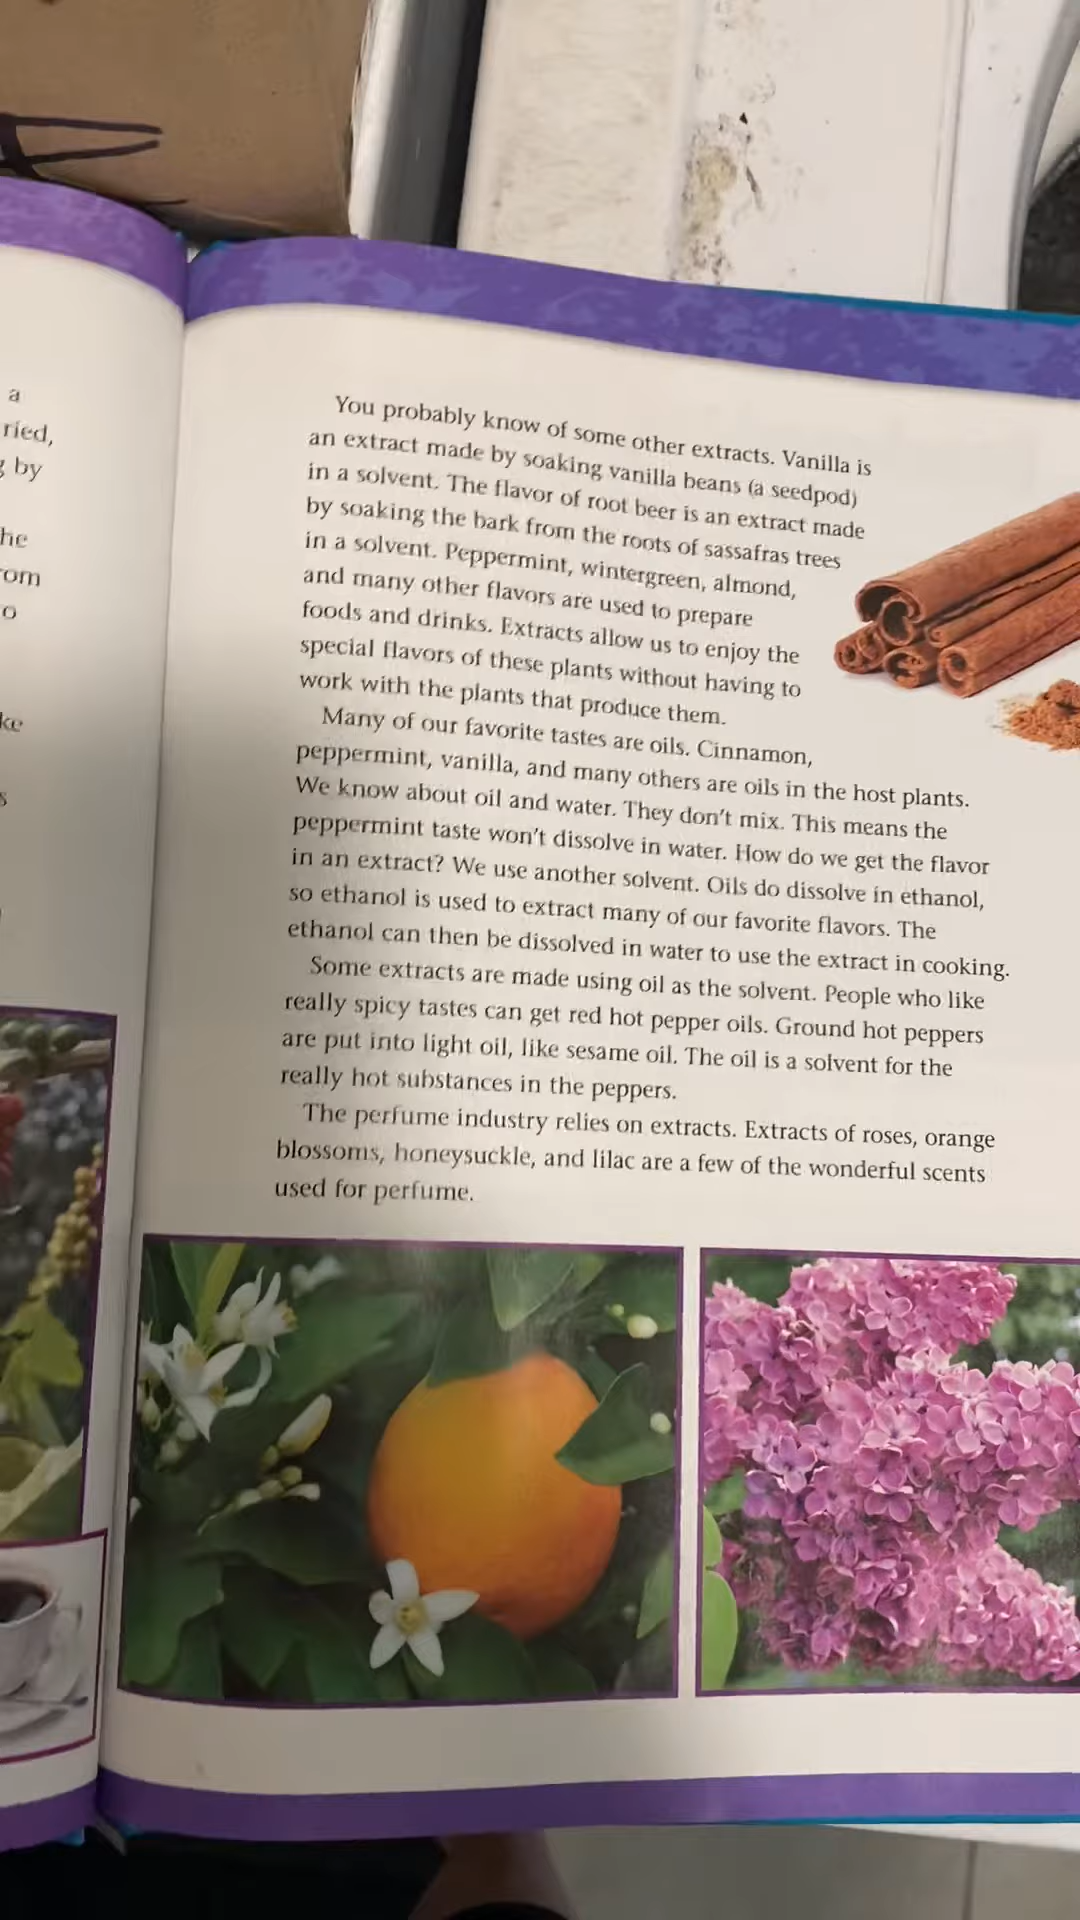 a
ried,
g by
he
rom
o
ke
s
You probably know of some other extracts. Vanilla is
an extract made by soaking vanilla beans (a seedpod)
in a solvent. The flavor of root beer is an extract made
by soaking the bark from the roots of sassafras trees
in a solvent. Peppermint, wintergreen, almond,
and many other flavors are used to prepare
foods and drinks. Extracts allow us to enjoy the
special flavors of these plants without having to
work with the plants that produce them.
Many of our favorite tastes are oils. Cinnamon,
peppermint, vanilla, and many others are oils in the host plants.
We know about oil and water. They don't mix. This means the
peppermint taste won't dissolve in water. How do we get the flavor
in an extract? We use another solvent. Oils do dissolve in ethanol,
so ethanol is used to extract many of our favorite flavors. The
ethanol can then be dissolved in water to use the extract in cooking.
Some extracts are made using oil as the solvent. People who like
really spicy tastes can get red hot pepper oils. Ground hot peppers
are put into light oil, like sesame oil. The oil is a solvent for the
really hot substances in the peppers.
The perfume industry relies on extracts. Extracts of roses, orange
blossoms, honeysuckle, and lilac are a few of the wonderful scents
used for perfume.